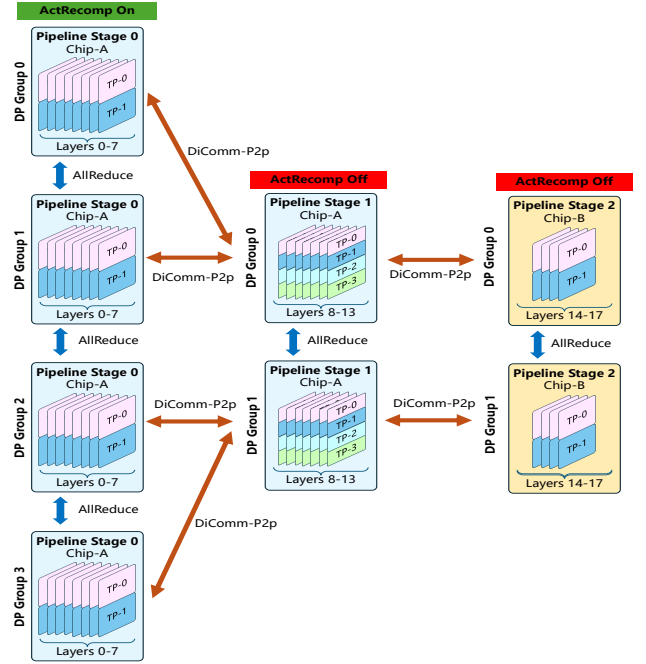 ActRecomp On
DP Group 0
Pipeline Stage 0
Chip-A
TP-0
TP-1
Layers 0-7
AllReduce
DP Group 1
Pipeline Stage 0
Chip-A
TP-0
TP-1
Layers 0-7
AllReduce
DP Group 2
Pipeline Stage 0
Chip-A
TP-0
TP-1
Layers 0-7
AllReduce
DP Group 3
Pipeline Stage 0
Chip-A
TP-0
TP-1
Layers 0-7
DiComm-P2p
DiComm-P2p
DiComm-P2p
DiComm-P2p
ActRecomp Off
DP Group 0
Pipeline Stage 1
Chip-A
TP-0
TP-1
TP-2
TP-3
Layers 8-13
AllReduce
DP Group 1
Pipeline Stage 1
Chip-A
TP-0
TP-1
TP-2
TP-3
Layers 8-13
DiComm-P2p
DiComm-P2p
ActRecomp Off
DP Group 0
Pipeline Stage 2
Chip-B
TP-0
TP-1
Layers 14-17
AllReduce
DP Group 1
Pipeline Stage 2
Chip-B
TP-0
TP-1
Layers 14-17